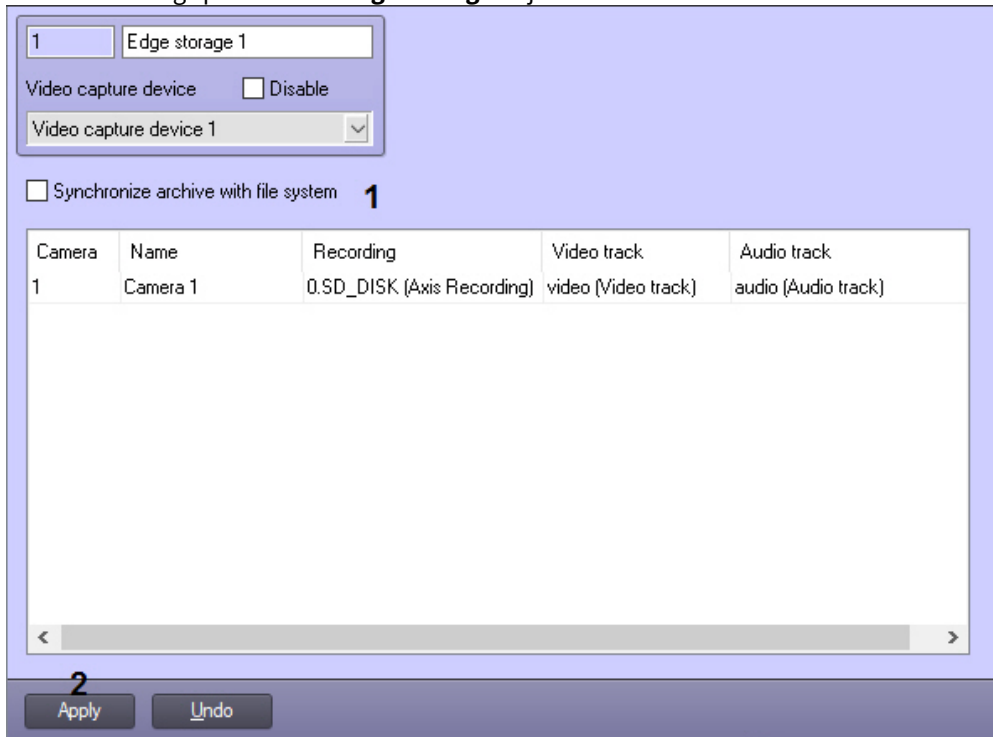 1 Edge storage 1
Video capture device Disable
Video capture device 1
Synchronize archive with file system 1
Camera Name Recording Video track Audio track
1 Camera 1 0.SD_DISK (Axis Recording) video (Video track) audio (Audio track)
2
Apply Undo